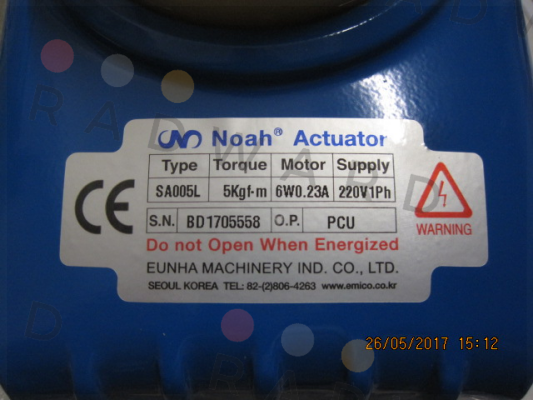 Noah® Actuator
Type Torque Motor Supply
SA005L 5Kgf-m 6W0.23A 220V1Ph
S.N. BD1705558 O.P. PCU
Do not Open When Energized
EUNHA MACHINERY IND. CO., LTD.
SEOUL KOREA TEL: 82-(2)806-4263 www.emico.co.kr
CE
WARNING
RADWARD
26/05/2017 15:12